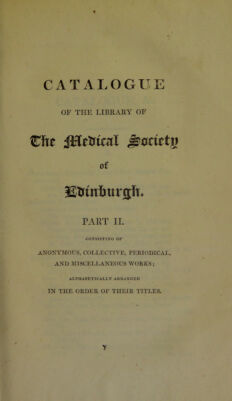 CATALOGUE
OF THE LIBRARY OF
The Medical Society
of
Edinburgh.
PART II.
CONSISTING OF
ANONYMOUS, COLLECTIVE, PERIODICAL,
AND MISCELLANEOUS WORKS;
ALPHABETICALLY ARRANGED
IN THE ORDER OF THEIR TITLES.
Y